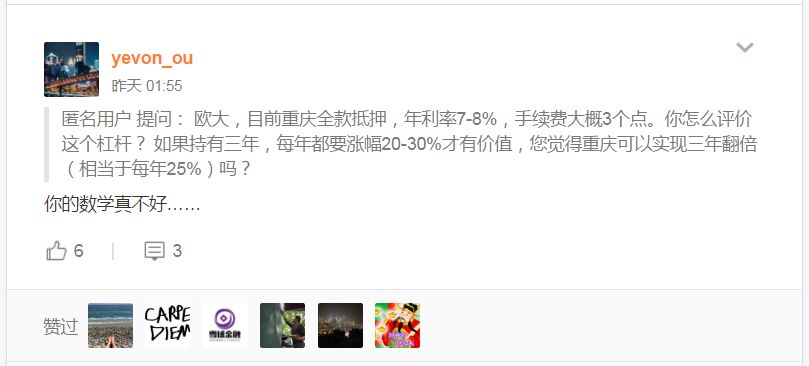 yevon_ou
昨天 01:55
匿名用户 提问： 欧大，目前重庆全款抵押，年利率7-8%，手续费大概3个点。你怎么评价
这个杠杆？ 如果持有三年，每年都要涨幅20-30%才有价值，您觉得重庆可以实现三年翻倍
（相当于每年25%）吗？
你的数学真不好……
6 | 3
赞过
CARPE
DIEM
雪球金融